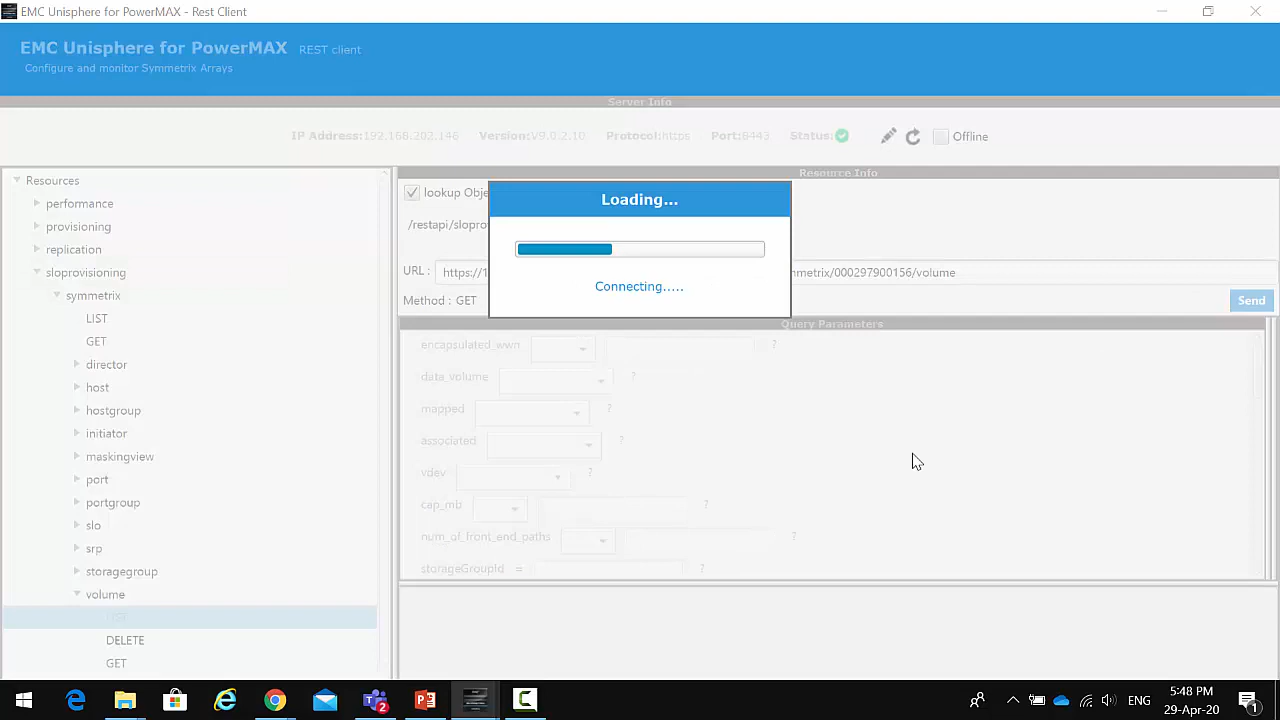 EMC Unisphere for PowerMAX - Rest Client
EMC Unisphere for PowerMAX REST client
Configure and monitor Symmetrix Arrays
Server Info
IP Address:192.168.202.146 Version:V9.0.2.10 Protocol:https Port:8443 Status: Offline
Resources
performance
provisioning
replication
sloprovisioning
symmetrix
LIST
GET
director
host
hostgroup
initiator
maskingview
port
portgroup
slo
srp
storagegroup
volume
LIST
DELETE
GET
Resource Info
lookup Obje
/restapi/slopro
URL : https://1 mmetrix/000297900156/volume
Method : GET Send
Loading...
Connecting.....
Query Parameters
encapsulated_wwn ?
data_volume ?
mapped ?
associated ?
vdev ?
cap_mb ?
num_of_front_end_paths ?
storageGroupId = ?
2
ENG
8 PM
29-Apr-20
1